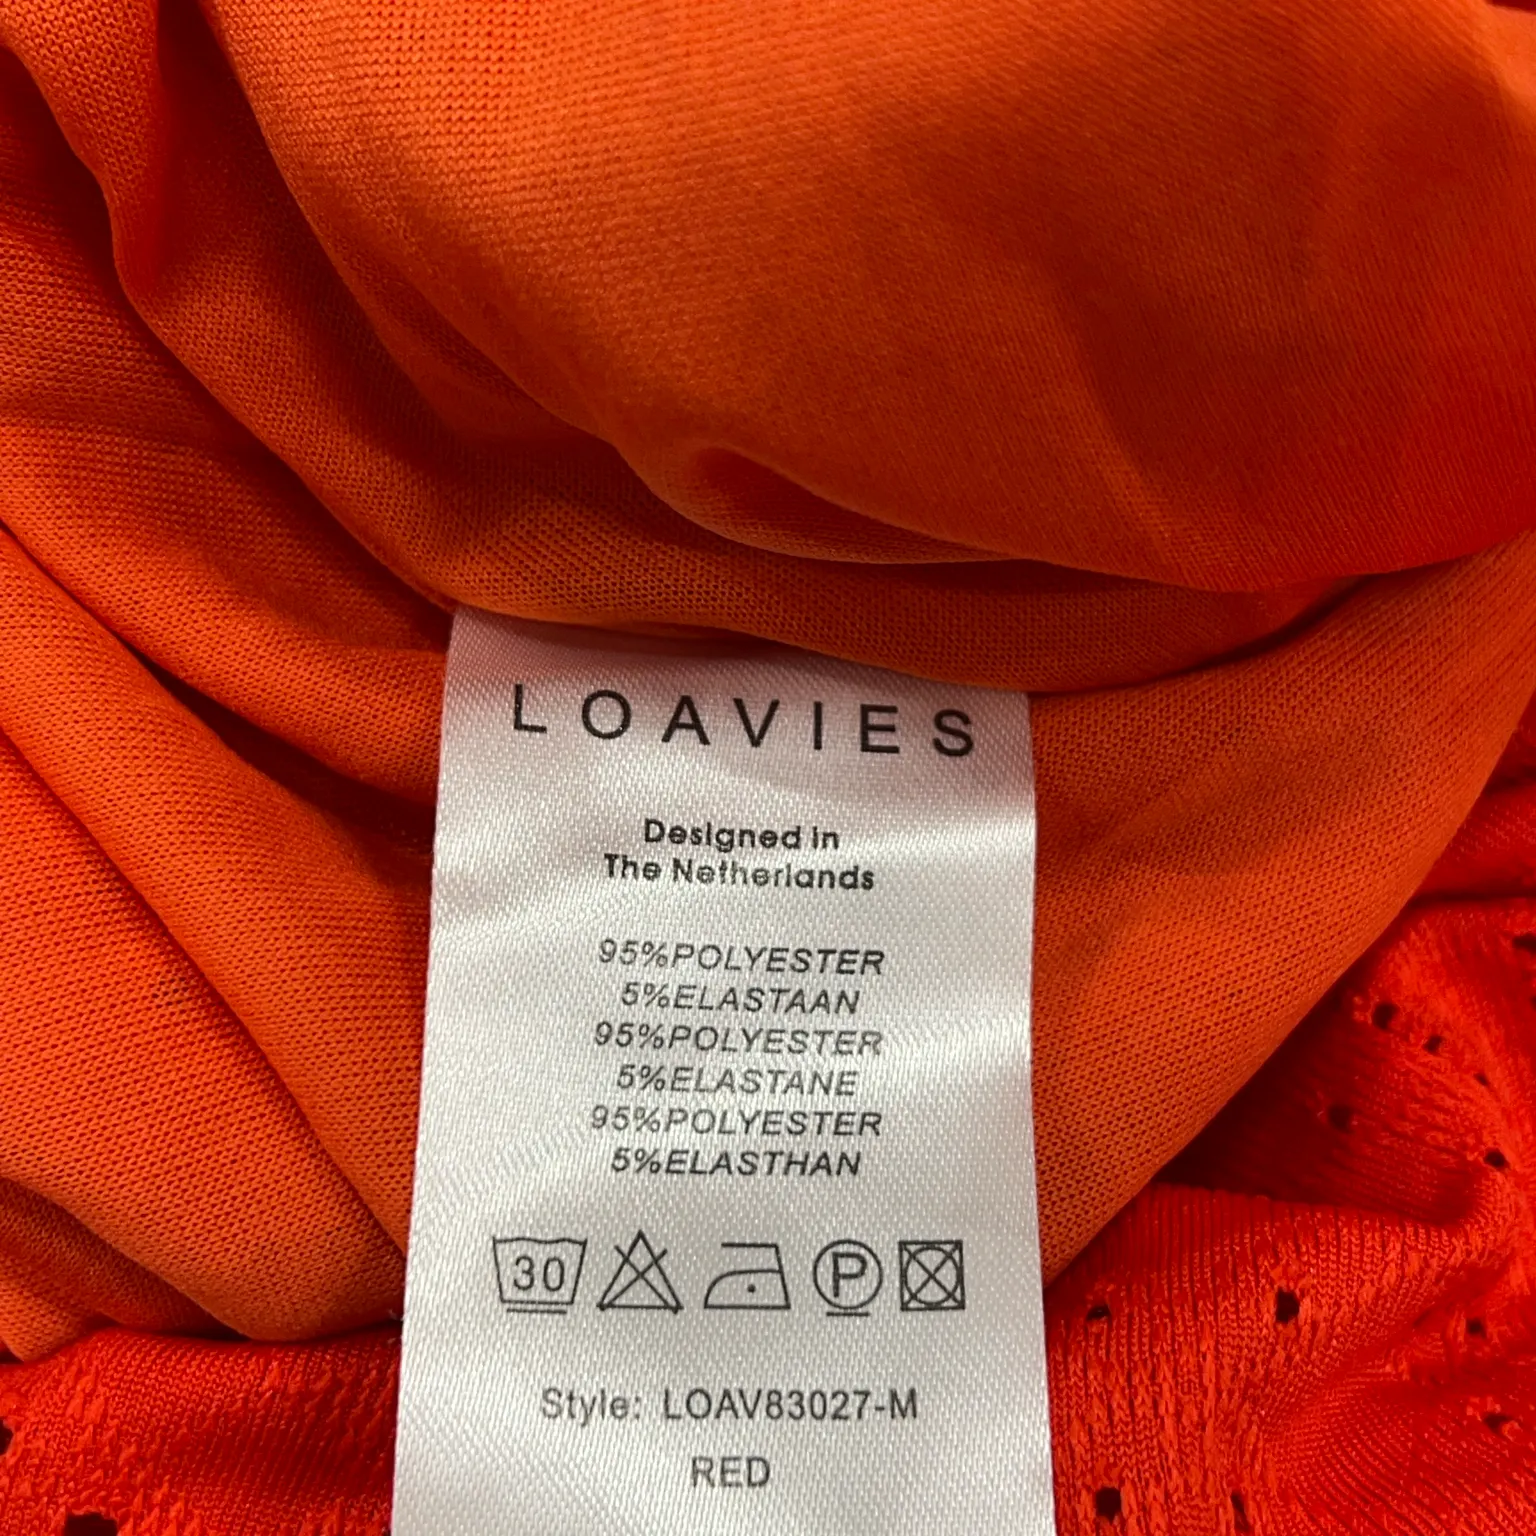 LOAVIES
Designed in
The Netherlands
95%POLYESTER
5%ELASTAAN
95%POLYESTER
5%ELASTANE
95%POLYESTER
5%ELASTHAN
30 P
Style: LOAV83027-M
RED